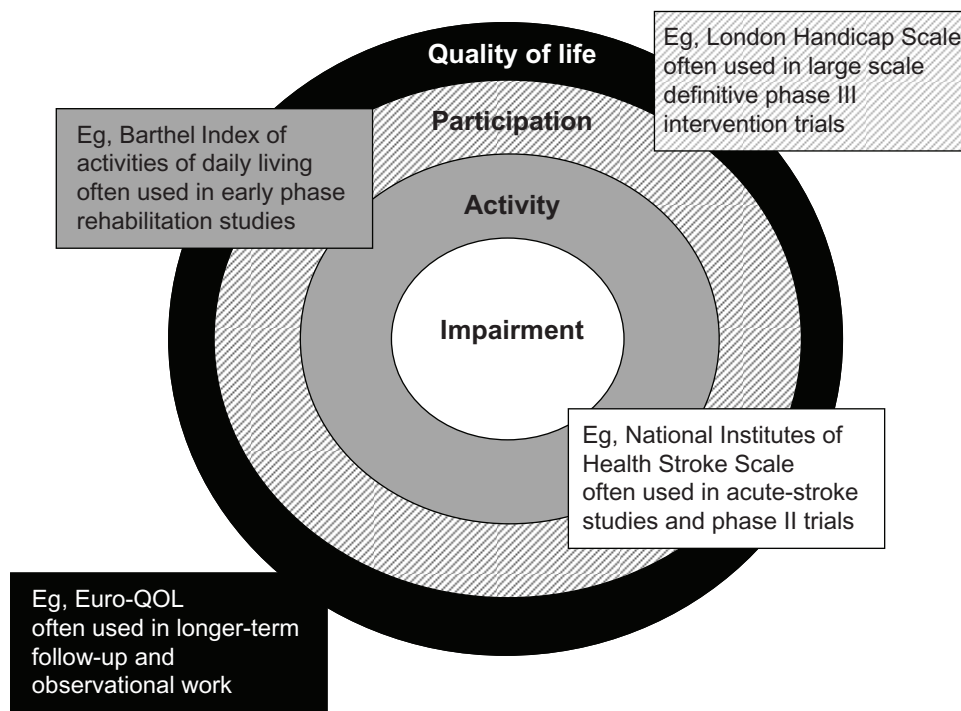 Quality of life
Eg, London Handicap Scale
often used in large scale
definitive phase III
intervention trials
Participation
Eg, Barthel Index of
activities of daily living
often used in early phase
rehabilitation studies
Activity
Impairment
Eg, National Institutes of
Health Stroke Scale
often used in acute-stroke
studies and phase II trials
Eg, Euro-QOL
often used in longer-term
follow-up and
observational work